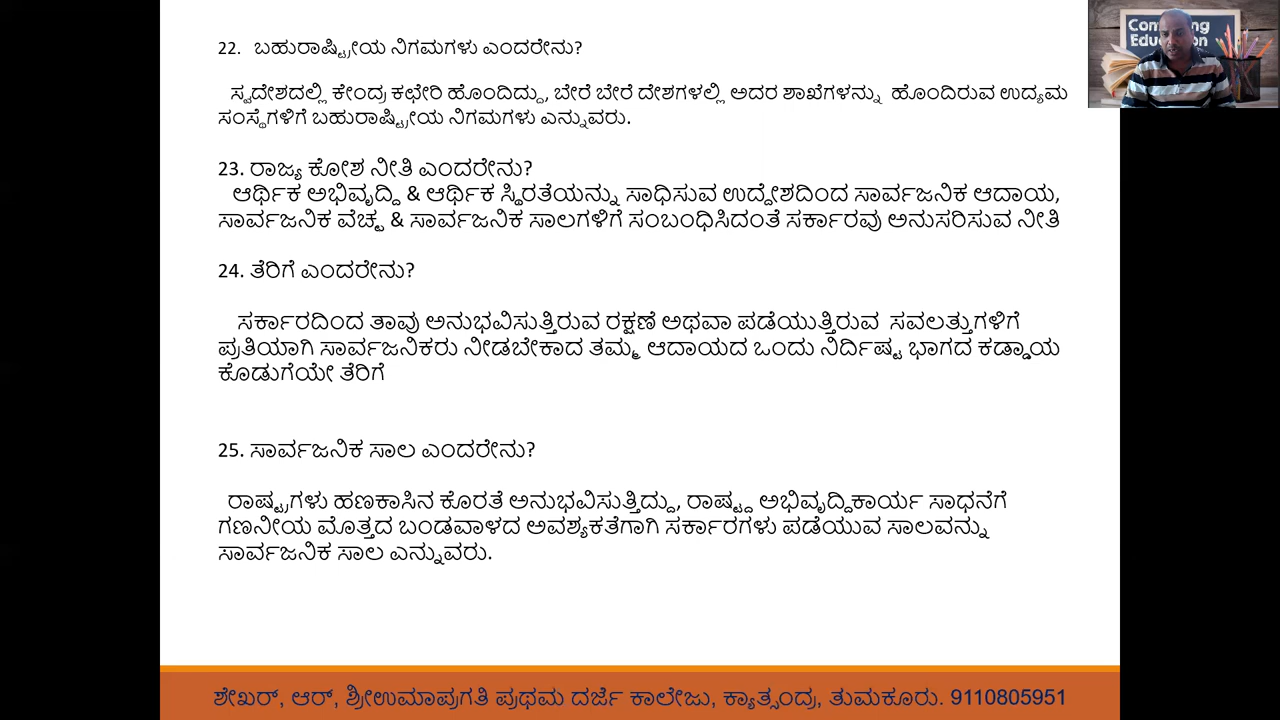 22. ಬಹುರಾಷ್ಟ್ರೀಯ ನಿಗಮಗಳು ಎಂದರೇನು?
ಸ್ವದೇಶದಲ್ಲಿ ಕೇಂದ್ರ ಕಛೇರಿ ಹೊಂದಿದ್ದು, ಬೇರೆ ಬೇರೆ ದೇಶಗಳಲ್ಲಿ ಅದರ ಶಾಖೆಗಳನ್ನು ಹೊಂದಿರುವ ಉದ್ಯಮ
ಸಂಸ್ಥೆಗಳಿಗೆ ಬಹುರಾಷ್ಟ್ರೀಯ ನಿಗಮಗಳು ಎನ್ನುವರು.
23. ರಾಜ್ಯ ಕೋಶ ನೀತಿ ಎಂದರೇನು?
ಆರ್ಥಿಕ ಅಭಿವೃದ್ಧಿ & ಆರ್ಥಿಕ ಸ್ಥಿರತೆಯನ್ನು ಸಾಧಿಸುವ ಉದ್ದೇಶದಿಂದ ಸಾರ್ವಜನಿಕ ಆದಾಯ,
ಸಾರ್ವಜನಿಕ ವೆಚ್ಚ & ಸಾರ್ವಜನಿಕ ಸಾಲಗಳಿಗೆ ಸಂಬಂಧಿಸಿದಂತೆ ಸರ್ಕಾರವು ಅನುಸರಿಸುವ ನೀತಿ
24. ತೆರಿಗೆ ಎಂದರೇನು?
ಸರ್ಕಾರದಿಂದ ತಾವು ಅನುಭವಿಸುತ್ತಿರುವ ರಕ್ಷಣೆ ಅಥವಾ ಪಡೆಯುತ್ತಿರುವ ಸವಲತ್ತುಗಳಿಗೆ
ಪ್ರತಿಯಾಗಿ ಸಾರ್ವಜನಿಕರು ನೀಡಬೇಕಾದ ತಮ್ಮ ಆದಾಯದ ಒಂದು ನಿರ್ದಿಷ್ಟ ಭಾಗದ ಕಡ್ಡಾಯ
ಕೊಡುಗೆಯೇ ತೆರಿಗೆ
25. ಸಾರ್ವಜನಿಕ ಸಾಲ ಎಂದರೇನು?
ರಾಷ್ಟ್ರಗಳು ಹಣಕಾಸಿನ ಕೊರತೆ ಅನುಭವಿಸುತ್ತಿದ್ದು, ರಾಷ್ಟ್ದ ಅಭಿವೃದ್ಧಿಕಾರ್ಯ ಸಾಧನೆಗೆ
ಗಣನೀಯ ಮೊತ್ತದ ಬಂಡವಾಳದ ಅವಶ್ಯಕತೆಗಾಗಿ ಸರ್ಕಾರಗಳು ಪಡೆಯುವ ಸಾಲವನ್ನು
ಸಾರ್ವಜನಿಕ ಸಾಲ ಎನ್ನುವರು.
ಶೇಖರ್, ಆರ್, ಶ್ರೀಉಮಾಪ್ರಗತಿ ಪ್ರಥಮ ದರ್ಜೆ ಕಾಲೇಜು, ಕ್ಯಾತ್ಸಂದ್ರ, ತುಮಕೂರು. 9110805951